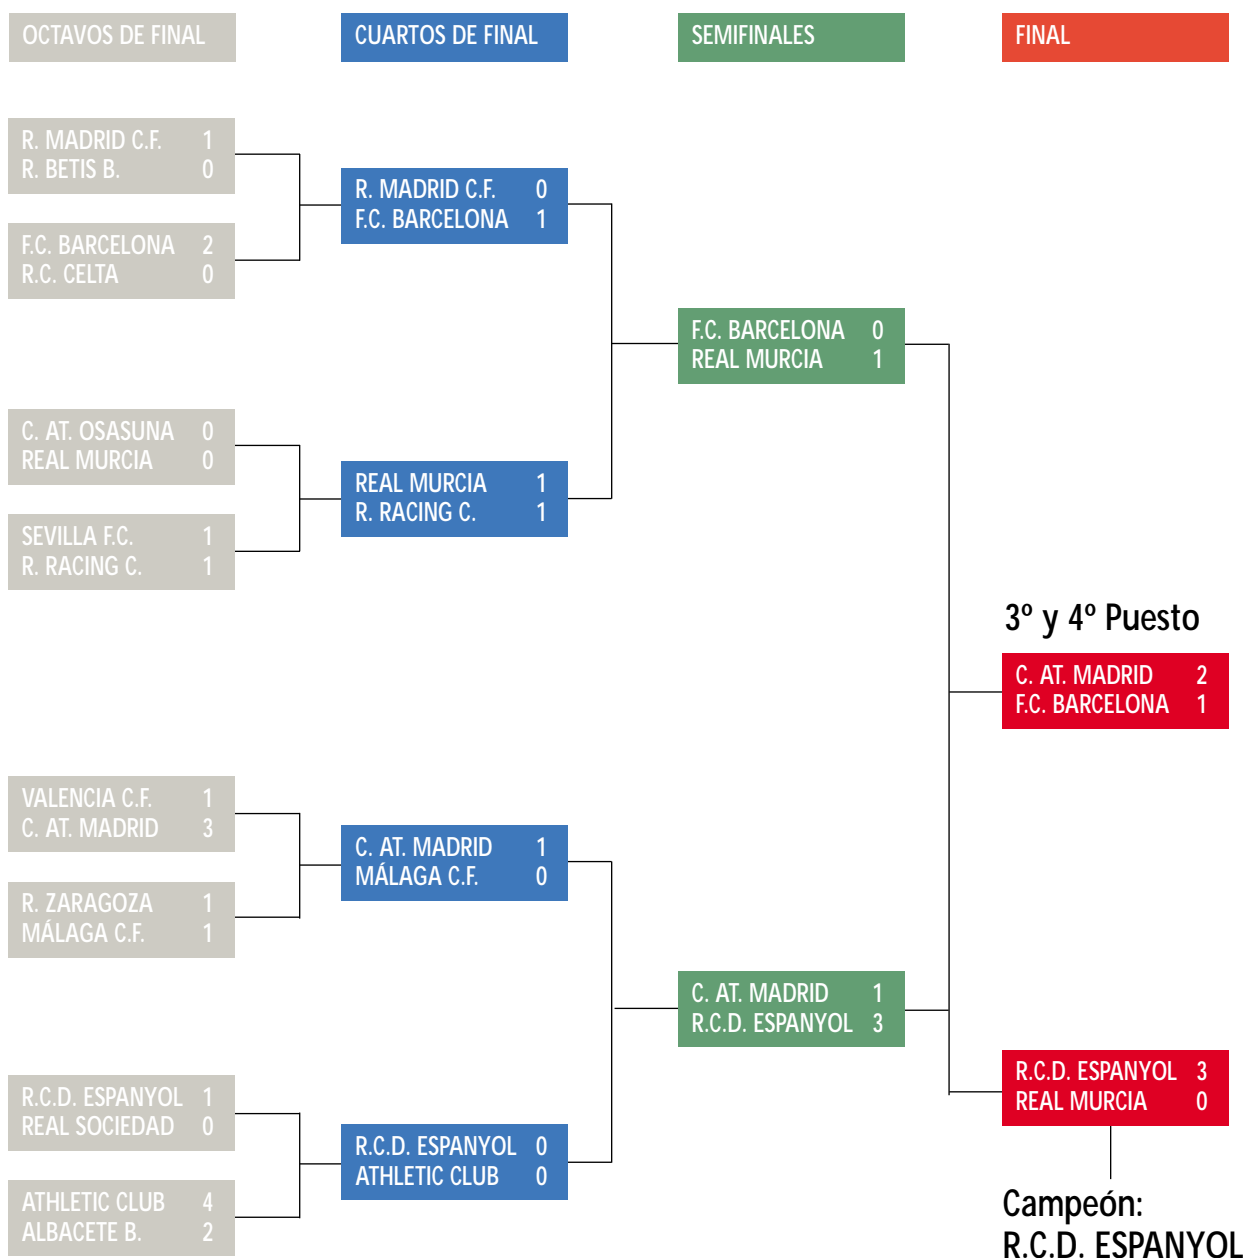 OCTAVOS DE FINAL
CUARTOS DE FINAL
SEMIFINALES
FINAL
R. MADRID C.F. 1
R. BETIS B. 0
F.C. BARCELONA 2
R.C. CELTA 0
R. MADRID C.F. 0
F.C. BARCELONA 1
F.C. BARCELONA 0
REAL MURCIA 1
C. AT. OSASUNA 0
REAL MURCIA 0
SEVILLA F.C. 1
R. RACING C. 1
REAL MURCIA 1
R. RACING C. 1
3º y 4º Puesto
C. AT. MADRID 2
F.C. BARCELONA 1
VALENCIA C.F. 1
C. AT. MADRID 3
R. ZARAGOZA 1
MÁLAGA C.F. 1
C. AT. MADRID 1
MÁLAGA C.F. 0
C. AT. MADRID 1
R.C.D. ESPANYOL 3
R.C.D. ESPANYOL 1
REAL SOCIEDAD 0
ATHLETIC CLUB 4
ALBACETE B. 2
R.C.D. ESPANYOL 0
ATHLETIC CLUB 0
R.C.D. ESPANYOL 3
REAL MURCIA 0
Campeón:
R.C.D. ESPANYOL